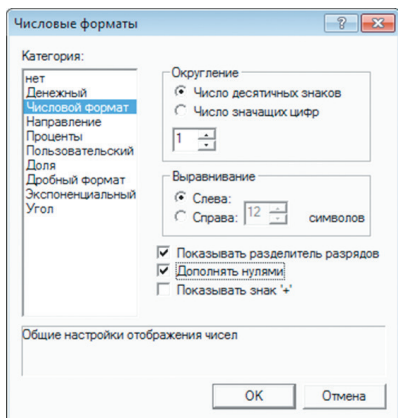 Числовые форматы
Категория:
нет
Денежный
Числовой формат
Направление
Проценты
Пользовательский
Доля
Дробный формат
Экспоненциальный
Угол
Округление
Число десятичных знаков
Число значащих цифр
1
Выравнивание
Слева:
Справа: 12 символов
Показывать разделитель разрядов
Дополнять нулями
Показывать знак '+'
Общие настройки отображения чисел
OK Отмена